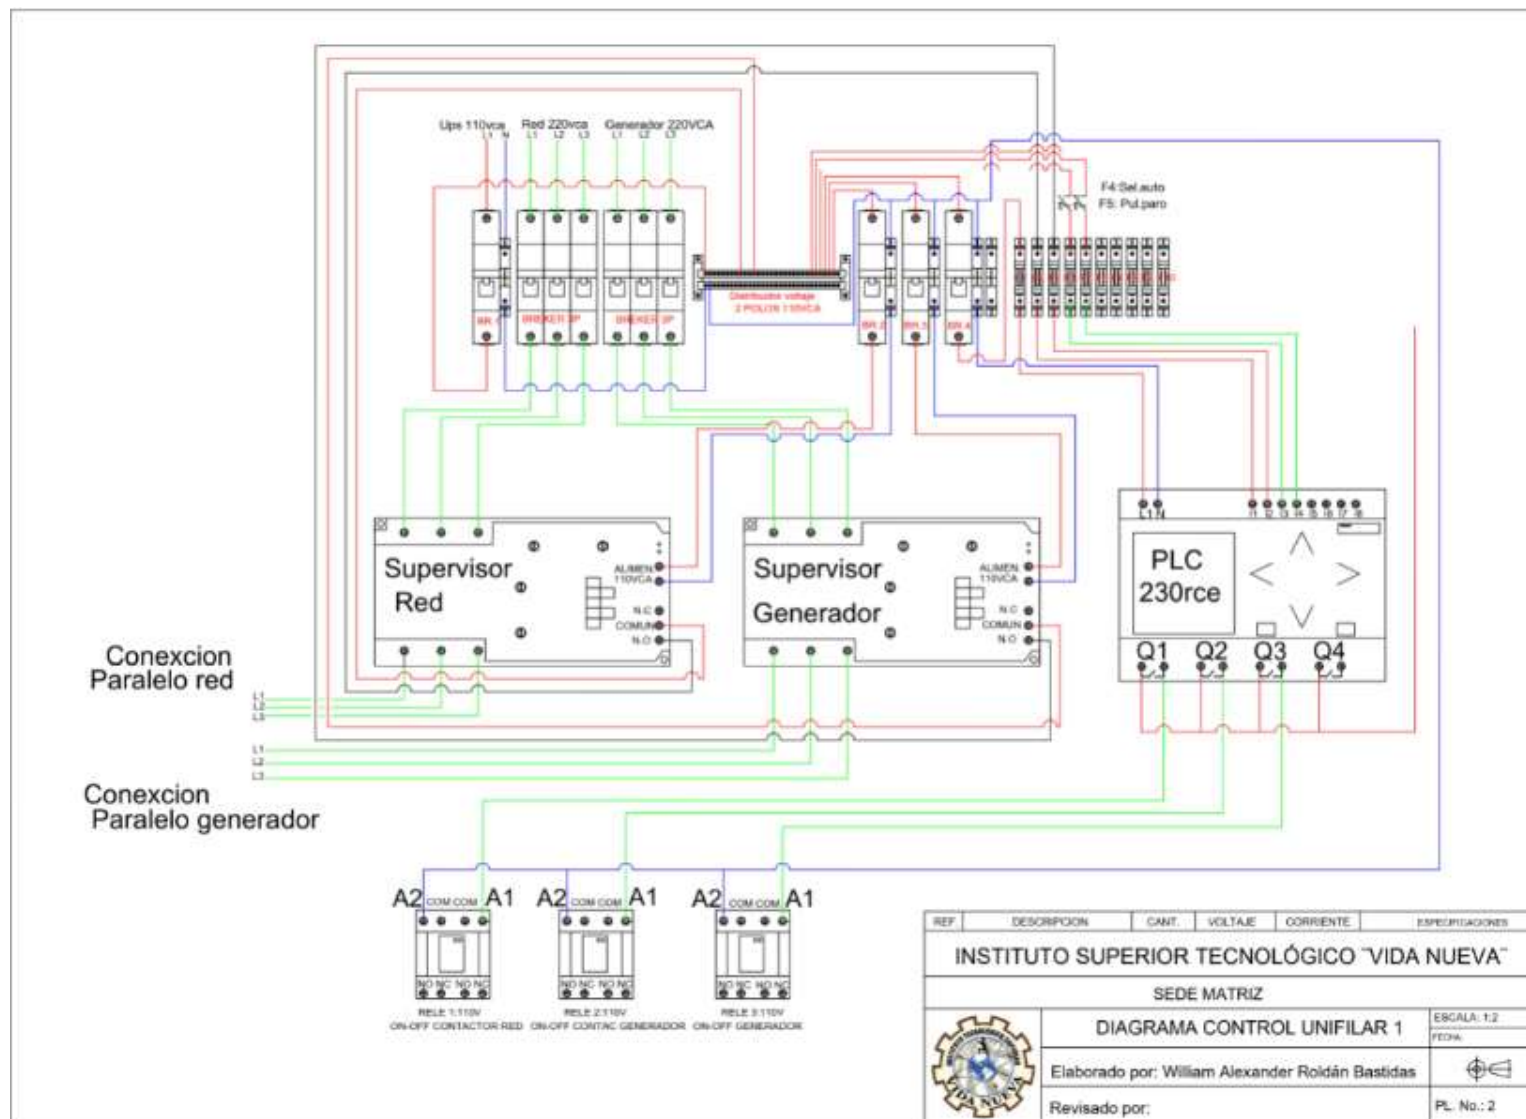 Ups 110vca
Red 220vca
Generador 220VCA
L1 N L1 L2 L3 L1 L2 L3
F4:Sel.auto
F5: Pul.paro
Distribuidor voltaje
2 POLOS 110VCA
BR.1
BREKER 3P
BREKER 3P
BR.2
BR.3
BR.4
L1 N
I1 I2 I3 I4 I5 I6 I7 I8
Supervisor
Red
ALIMEN.
110VCA
N.C
COMUN
N.O
Supervisor
Generador
ALIMEN.
110VCA
N.C
COMUN
N.O
PLC
230rce
Q1 Q2 Q3 Q4
Conexcion
Paralelo red
L1
L2
L3
L1
L2
L3
Conexcion
Paralelo generador
A2 COM COM A1
A2 COM COM A1
A2 COM COM A1
NO NC NO NC
NO NC NO NC
NO NC NO NC
RELE 1:110V
ON-OFF CONTACTOR RED
RELE 2:110V
ON-OFF CONTAC GENERADOR
RELE 3:110V
ON-OFF GENERADOR
REF DESCRIPCION CANT. VOLTAJE CORRIENTE ESPECIFICACIONES
INSTITUTO SUPERIOR TECNOLÓGICO ¨VIDA NUEVA¨
SEDE MATRIZ
DIAGRAMA CONTROL UNIFILAR 1
ESCALA: 1:2
FECHA:
Elaborado por: William Alexander Roldán Bastidas
Revisado por:
PL. No.: 2
VIDA NUEVA